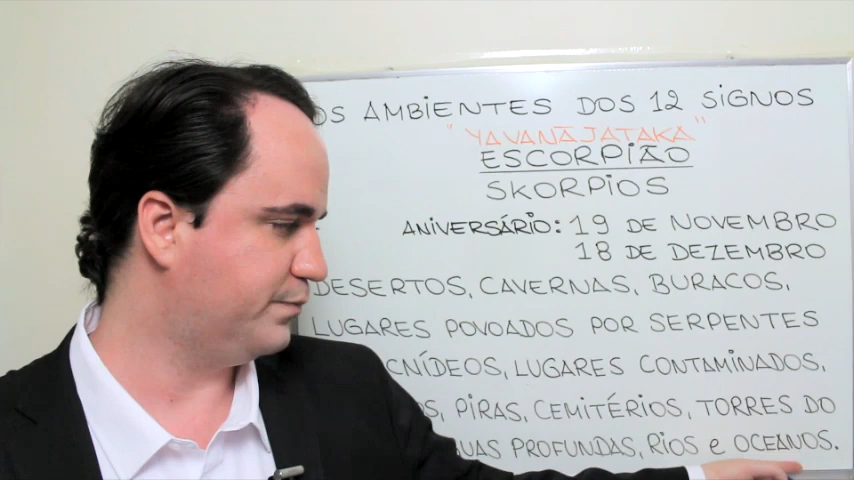 OS AMBIENTES DOS 12 SIGNOS
"YAVANAJATAKA"
ESCORPIÃO
SKORPIOS
ANIVERSÁRIO: 19 DE NOVEMBRO
18 DE DEZEMBRO
DESERTOS, CAVERNAS, BURACOS,
LUGARES POVOADOS POR SERPENTES
LUGARES CONTAMINADOS,
PIRAS, CEMITÉRIOS, TORRES DO
PROFUNDAS, RIOS e OCEANOS.